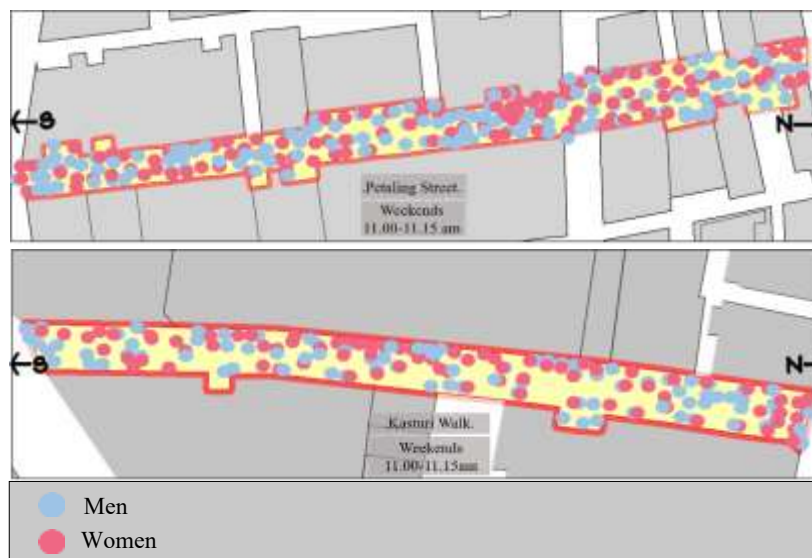 S
N
Petaling Street.
Weekends
11.00-11.15 am
S
N
Kasturi Walk.
Weekends
11.00-11.15am
Men
Women